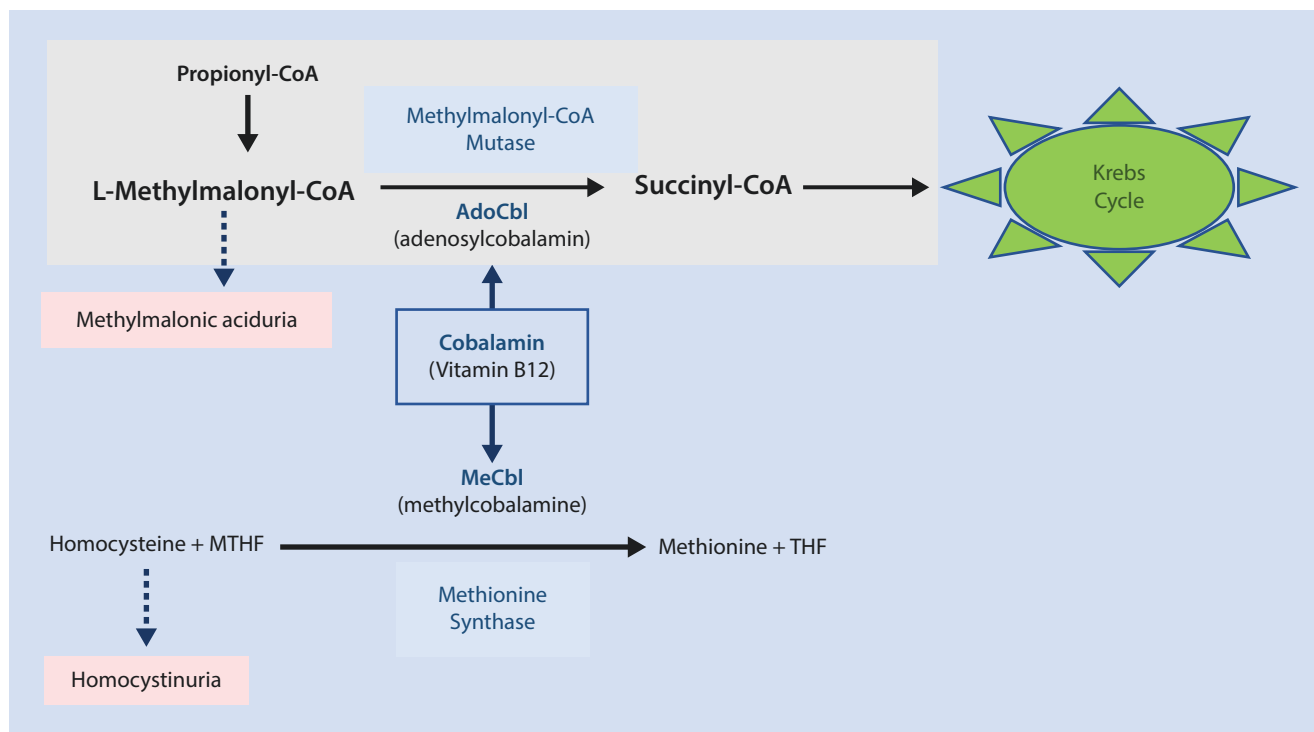 Propionyl-CoA
Methylmalonyl-CoA
Mutase
L-Methylmalonyl-CoA
Succinyl-CoA
Krebs
Cycle
AdoCbl
(adenosylcobalamin)
Methylmalonic aciduria
Cobalamin
(Vitamin B12)
MeCbl
(methylcobalamine)
Homocysteine + MTHF
Methionine + THF
Methionine
Synthase
Homocystinuria